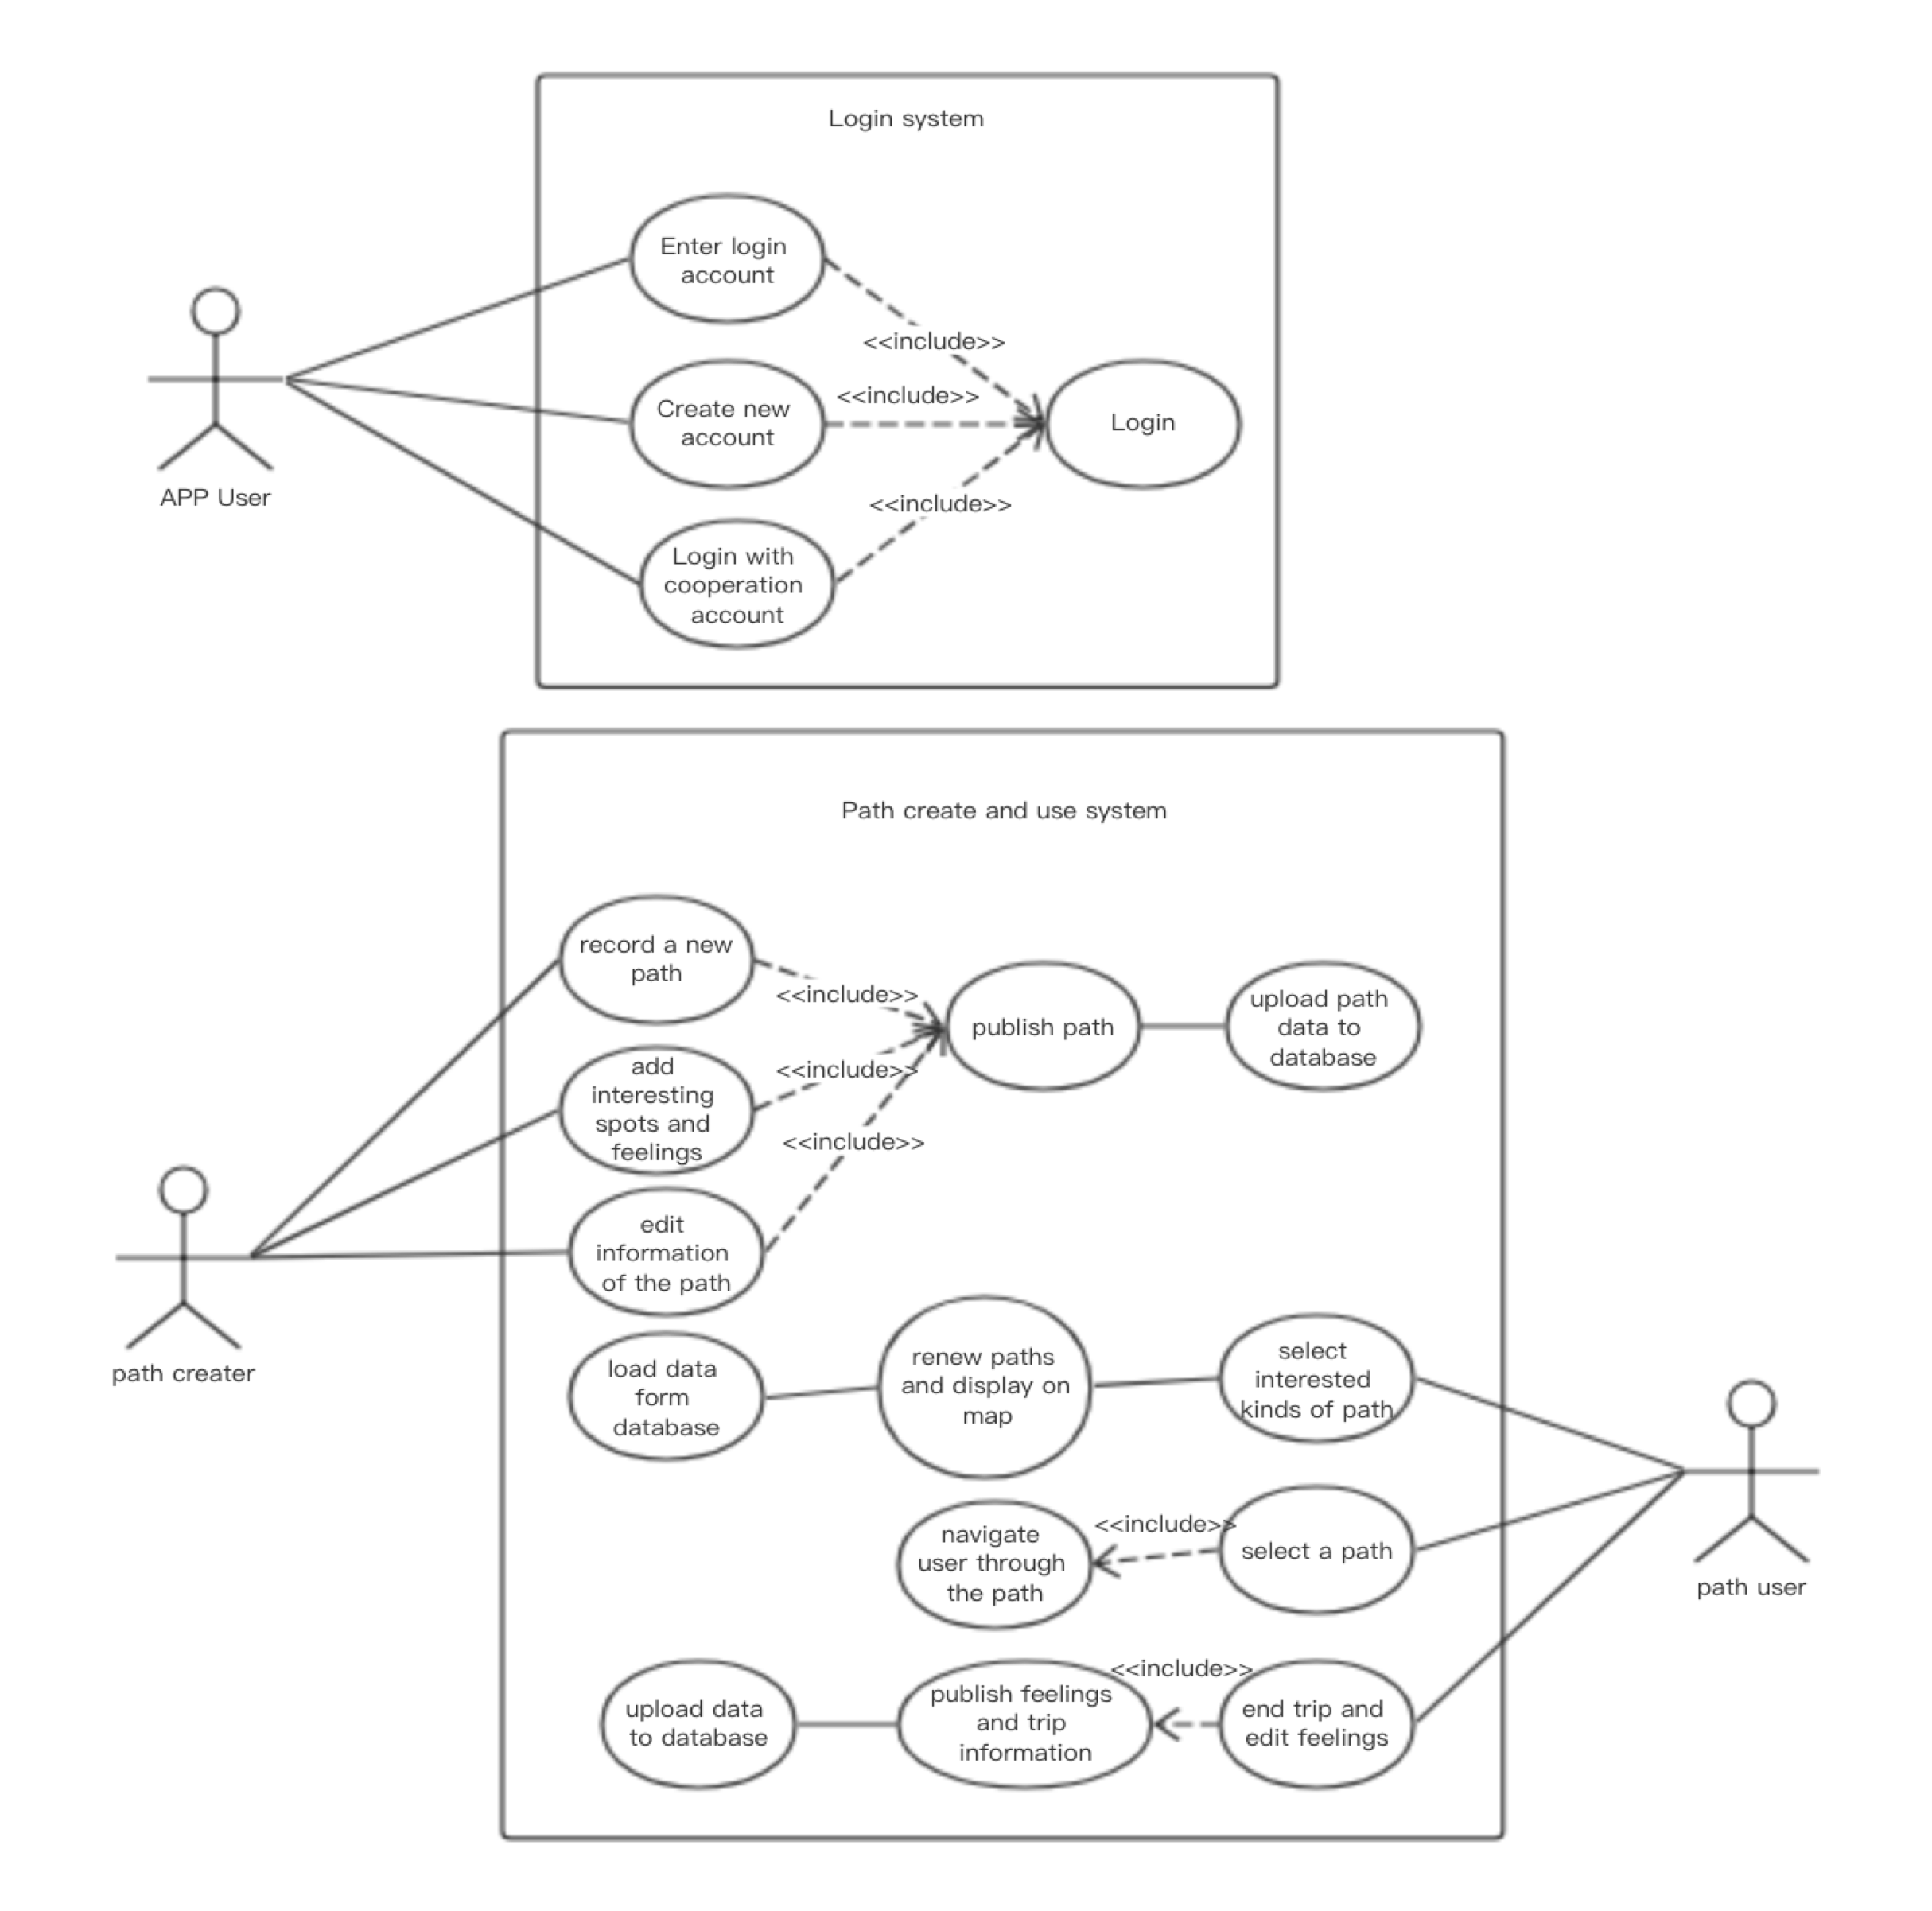 Login system
Enter login
account
<<include>>
Create new
account
<<include>>
Login
<<include>>
Login with
cooperation
account
APP User
Path create and use system
record a new
path
<<include>>
publish path
upload path
data to
database
add
interesting
spots and
feelings
<<include>>
<<include>>
edit
information
of the path
path creater
load data
form
database
renew paths
and display on
map
select
interested
kinds of path
navigate
user through
the path
<<include>>
select a path
path user
upload data
to database
publish feelings
and trip
information
<<include>>
end trip and
edit feelings